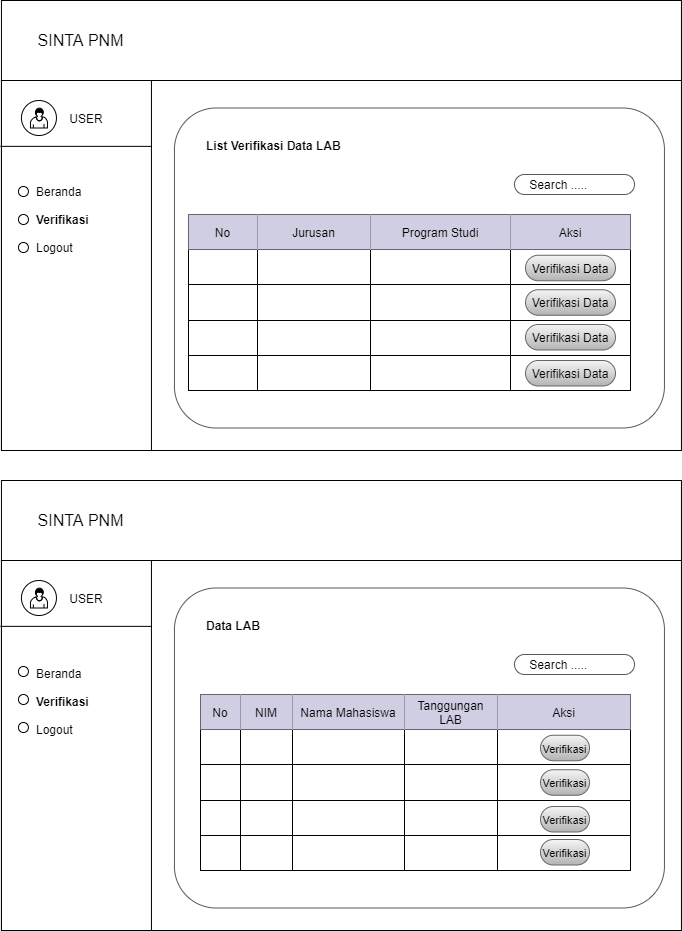 SINTA PNM
USER
Beranda
Verifikasi
Logout
List Verifikasi Data LAB
Search .....
No Jurusan Program Studi Aksi
Verifikasi Data
Verifikasi Data
Verifikasi Data
Verifikasi Data
SINTA PNM
USER
Beranda
Verifikasi
Logout
Data LAB
Search .....
No NIM Nama Mahasiswa Tanggungan LAB Aksi
Verifikasi
Verifikasi
Verifikasi
Verifikasi